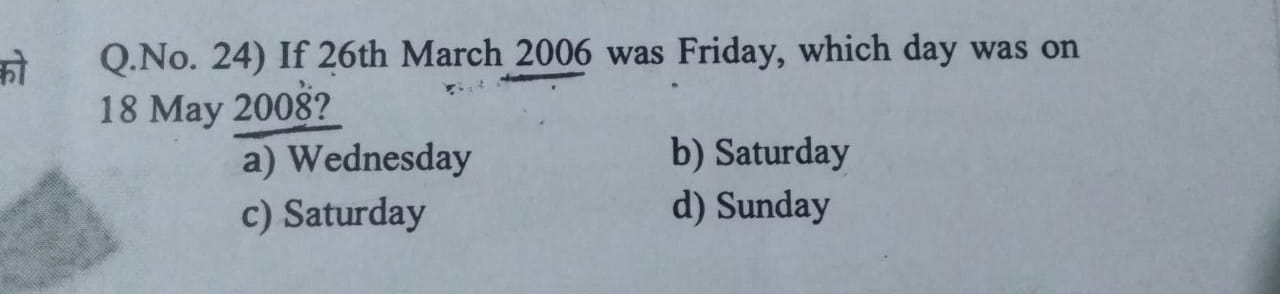 को
Q.No. 24) If 26th March 2006 was Friday, which day was on
18 May 2008?
a) Wednesday b) Saturday
c) Saturday d) Sunday